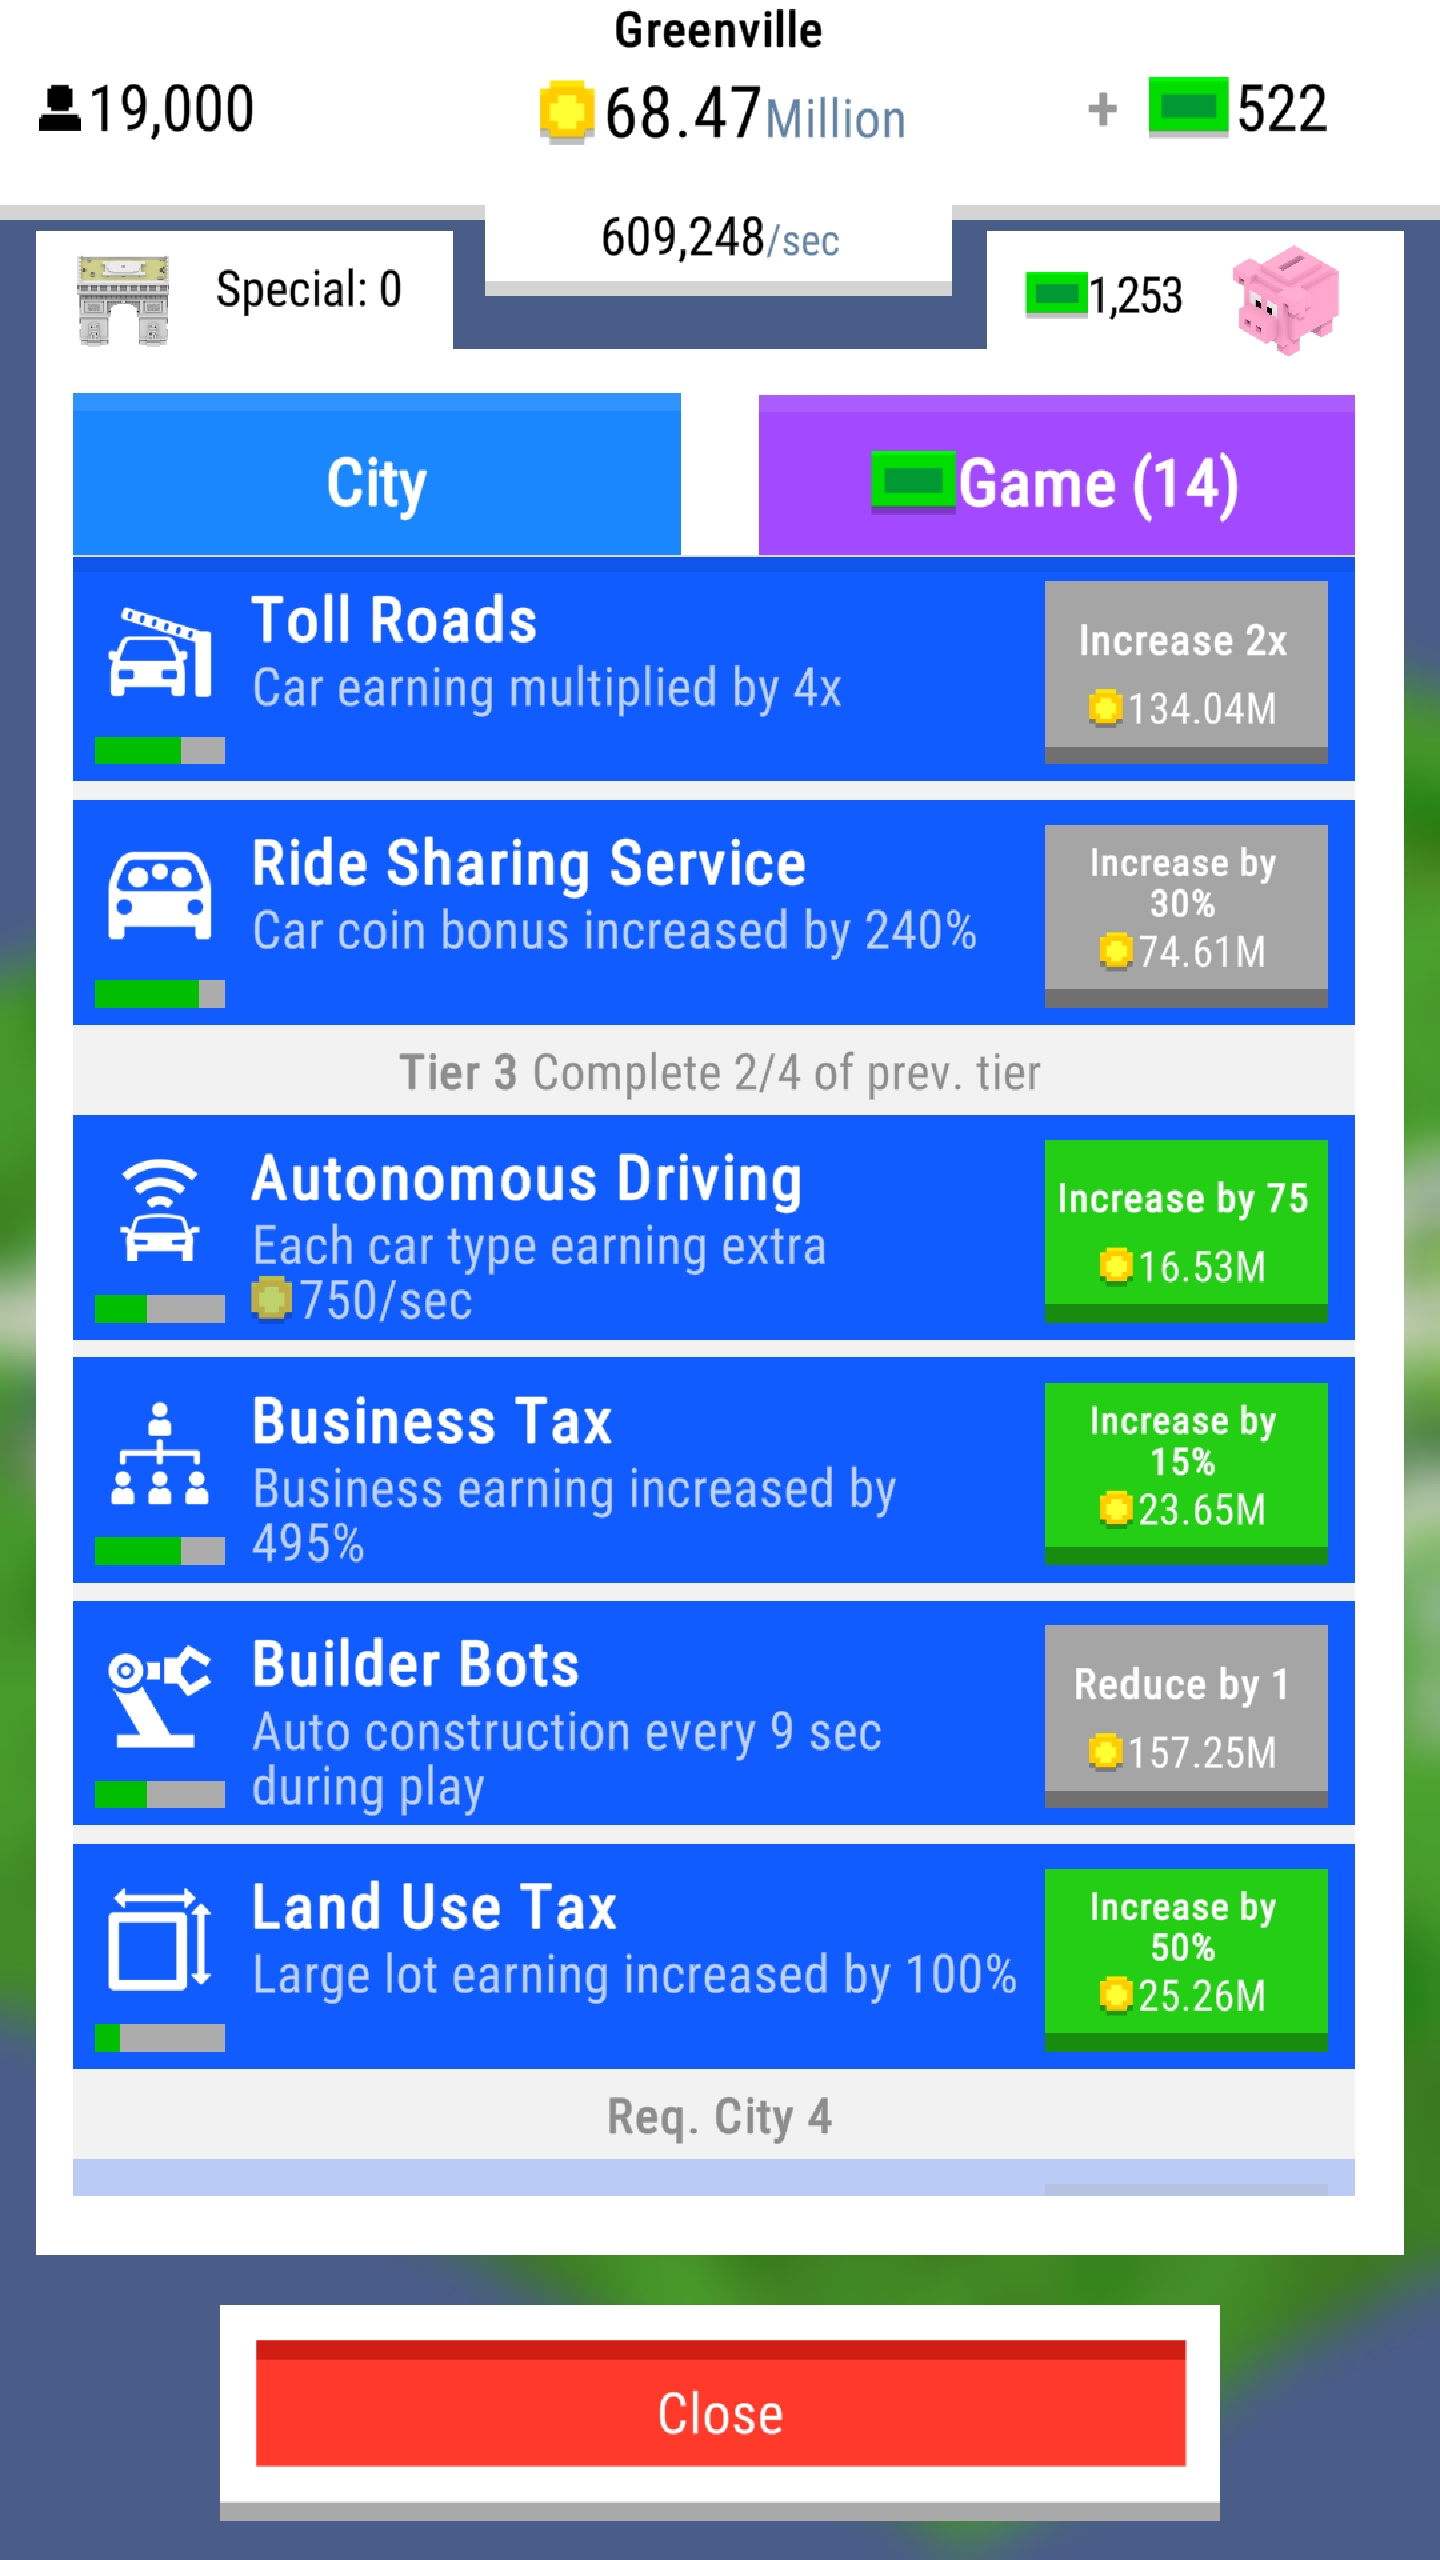 Greenville
19,000
68.47Million
+ 522
609,248/sec
Special: 0
1,253
City
Game (14)
Toll Roads
Car earning multiplied by 4x
Increase 2x
134.04M
Ride Sharing Service
Car coin bonus increased by 240%
Increase by
30%
74.61M
Tier 3 Complete 2/4 of prev. tier
Autonomous Driving
Each car type earning extra
750/sec
Increase by 75
16.53M
Business Tax
Business earning increased by
495%
Increase by
15%
23.65M
Builder Bots
Auto construction every 9 sec
during play
Reduce by 1
157.25M
Land Use Tax
Large lot earning increased by 100%
Increase by
50%
25.26M
Req. City 4
Close